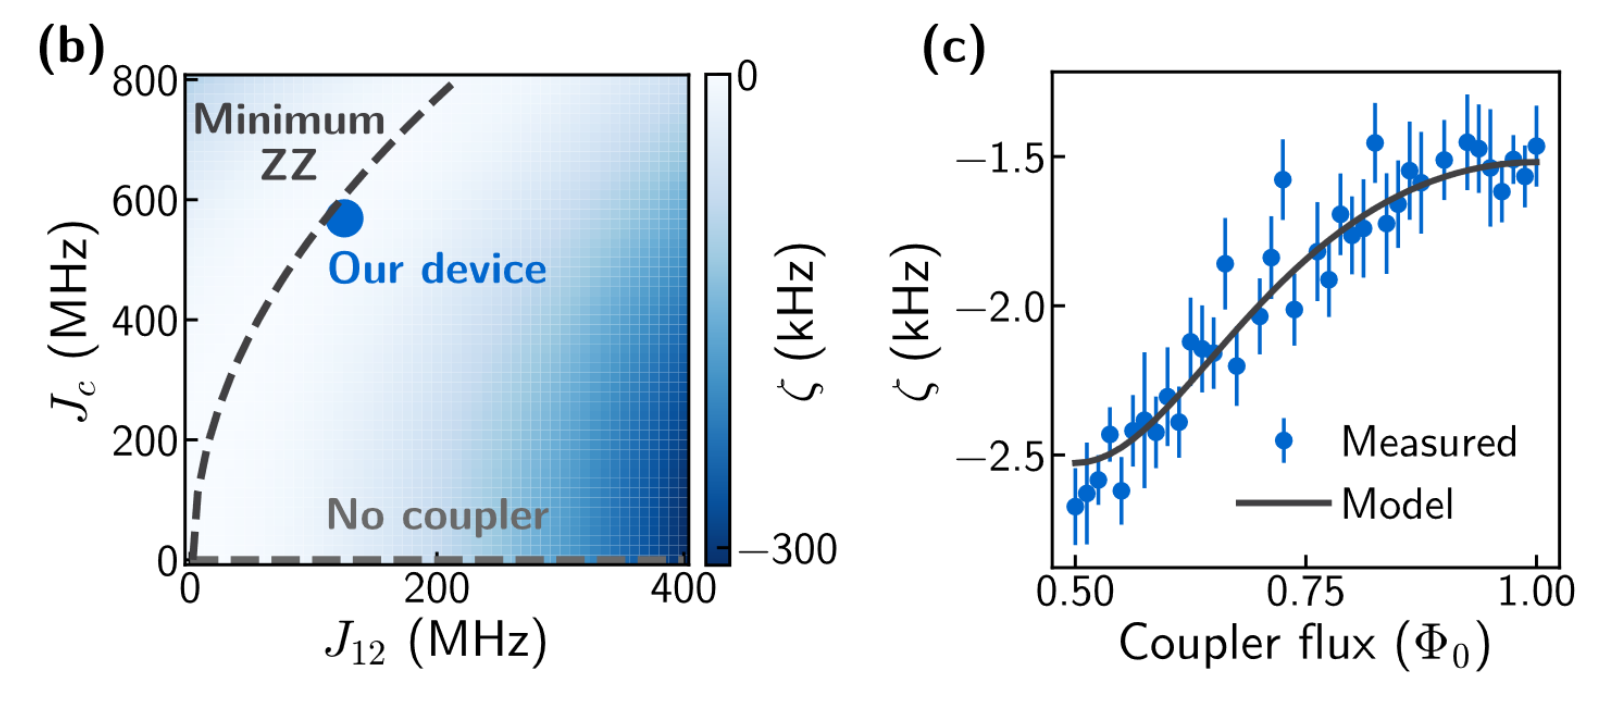 (b)
800
600
400
200
0
J_c (MHz)
Minimum
ZZ
Our device
No coupler
0
200
400
J_12 (MHz)
0
−300
ζ (kHz)
(c)
−1.5
−2.0
−2.5
ζ (kHz)
Measured
Model
0.50
0.75
1.00
Coupler flux (Φ_0)